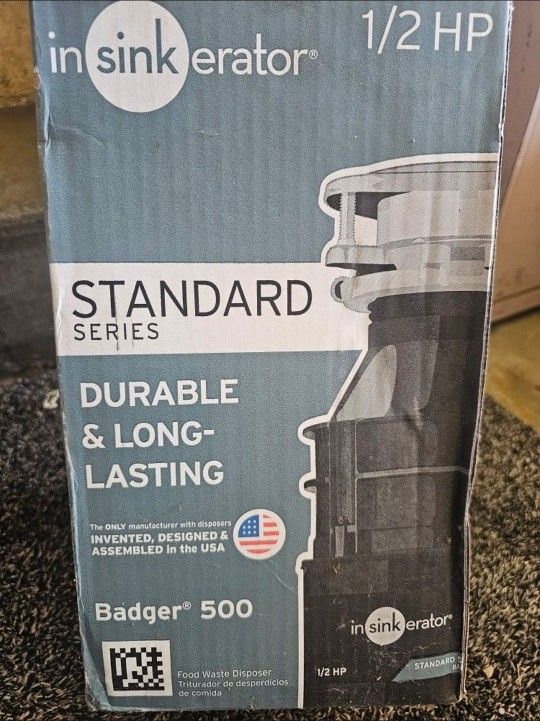 insinkerator®
1/2 HP
STANDARD
SERIES
DURABLE
& LONG-
LASTING
The ONLY manufacturer with disposers
INVENTED, DESIGNED &
ASSEMBLED in the USA
Badger® 500
insinkerator®
Food Waste Disposer
Triturador de desperdicios
de comida
1/2 HP
STANDARD